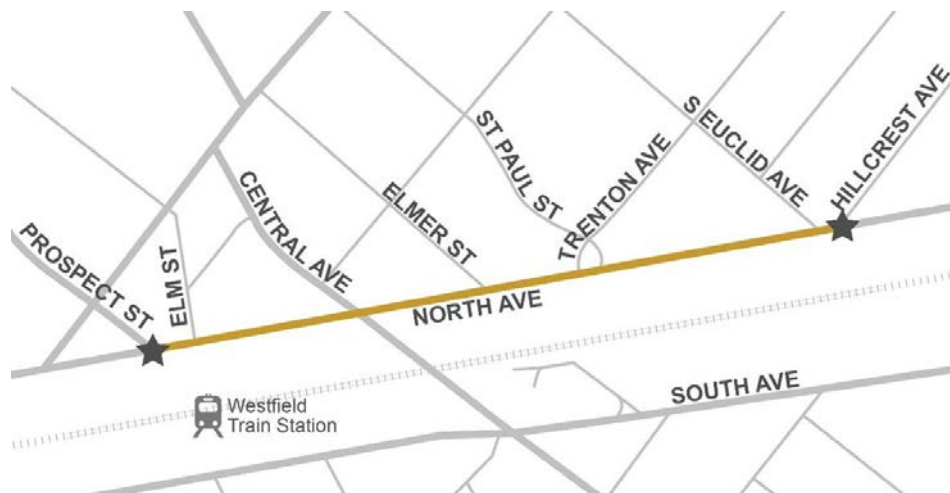 S EUCLID AVE
HILLCREST AVE
ST PAUL ST
TRENTON AVE
CENTRAL AVE
ELMER ST
PROSPECT ST
ELM ST
NORTH AVE
SOUTH AVE
Westfield
Train Station